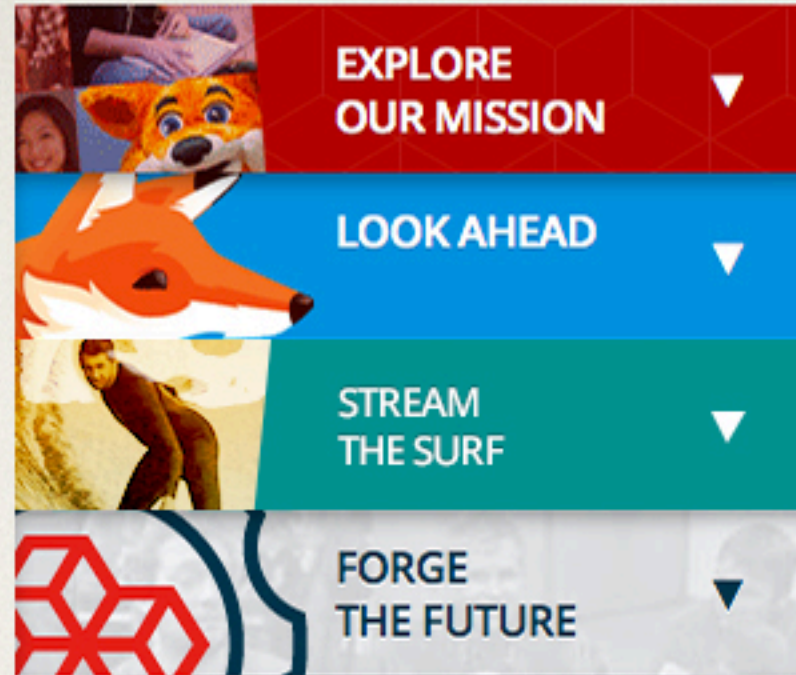 EXPLORE
OUR MISSION
LOOK AHEAD
STREAM
THE SURF
FORGE
THE FUTURE